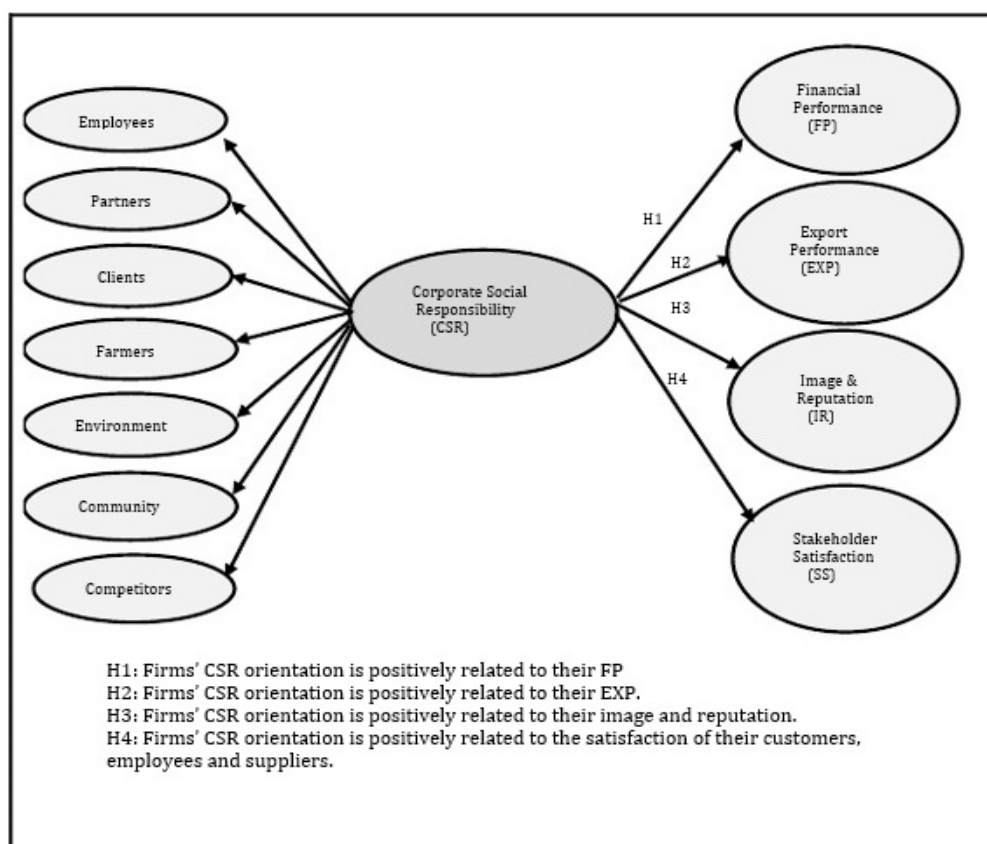 Employees
Partners
Clients
Farmers
Environment
Community
Competitors
Corporate Social
Responsibility
(CSR)
H1
H2
H3
H4
Financial
Performance
(FP)
Export
Performance
(EXP)
Image &
Reputation
(IR)
Stakeholder
Satisfaction
(SS)
H1: Firms’ CSR orientation is positively related to their FP
H2: Firms’ CSR orientation is positively related to their EXP.
H3: Firms’ CSR orientation is positively related to their image and reputation.
H4: Firms’ CSR orientation is positively related to the satisfaction of their customers,
employees and suppliers.